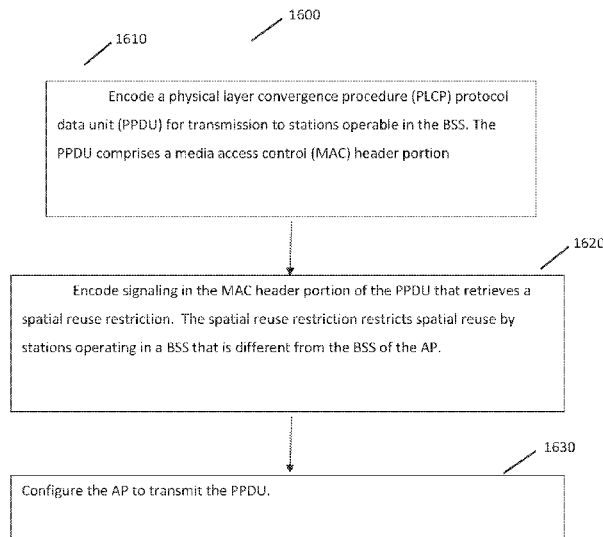 1600
1610
Encode a physical layer convergence procedure (PLCP) protocol
data unit (PPDU) for transmission to stations operable in the BSS. The
PPDU comprises a media access control (MAC) header portion
1620
Encode signaling in the MAC header portion of the PPDU that retrieves a
spatial reuse restriction. The spatial reuse restriction restricts spatial reuse by
stations operating in a BSS that is different from the BSS of the AP.
1630
Configure the AP to transmit the PPDU.